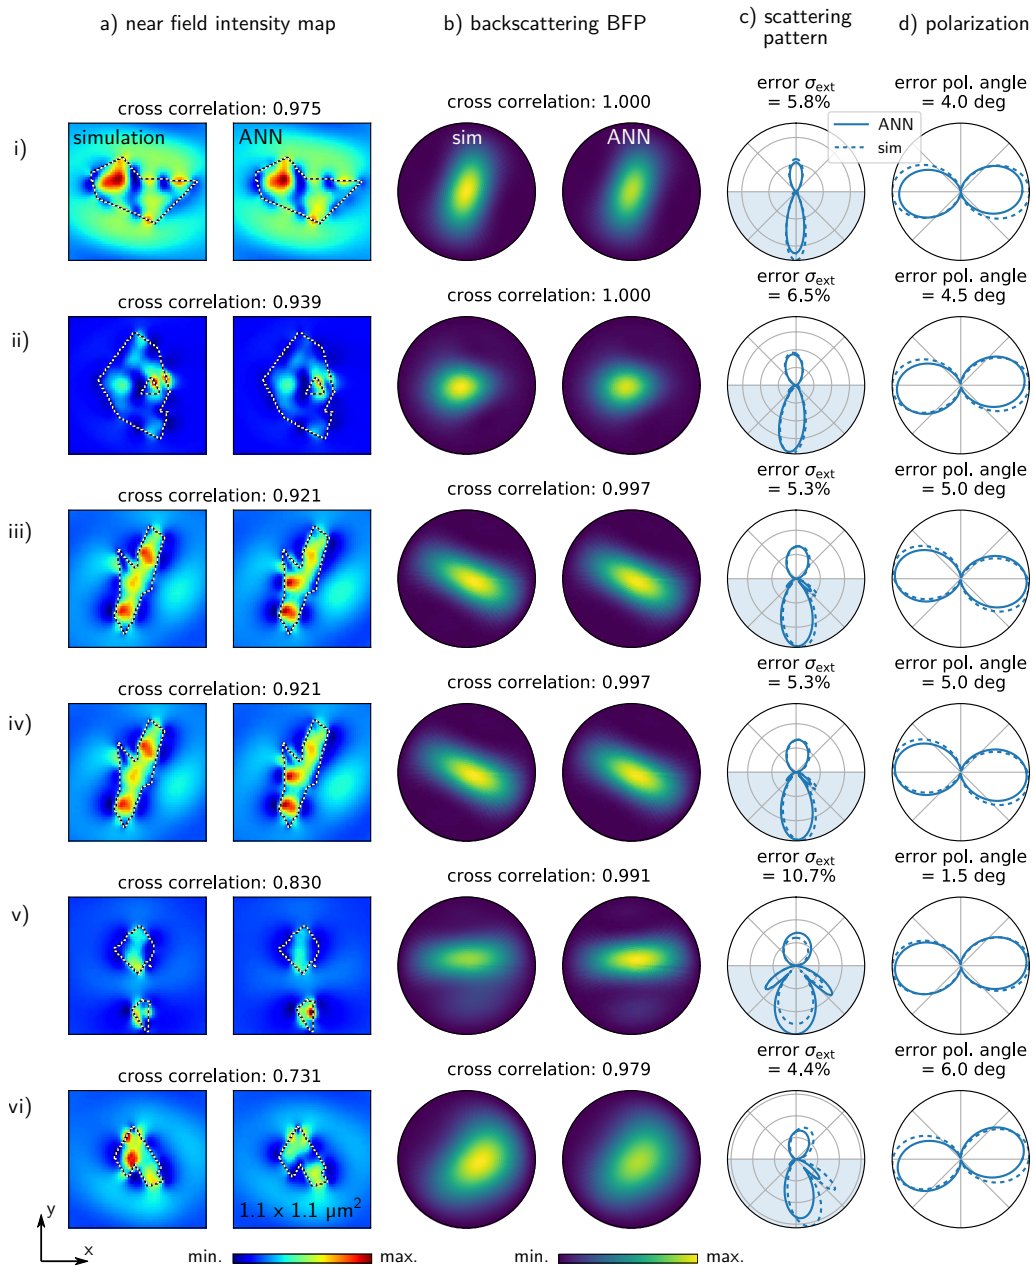 a) near field intensity map
b) backscattering BFP
c) scattering pattern
d) polarization
i)
cross correlation: 0.975
simulation
ANN
cross correlation: 1.000
sim
ANN
error σext = 5.8%
error pol. angle = 4.0 deg
ANN
sim
ii)
cross correlation: 0.939
cross correlation: 1.000
error σext = 6.5%
error pol. angle = 4.5 deg
iii)
cross correlation: 0.921
cross correlation: 0.997
error σext = 5.3%
error pol. angle = 5.0 deg
iv)
cross correlation: 0.921
cross correlation: 0.997
error σext = 5.3%
error pol. angle = 5.0 deg
v)
cross correlation: 0.830
cross correlation: 0.991
error σext = 10.7%
error pol. angle = 1.5 deg
vi)
cross correlation: 0.731
cross correlation: 0.979
error σext = 4.4%
error pol. angle = 6.0 deg
1.1 x 1.1 μm²
y
x
min.
max.
min.
max.